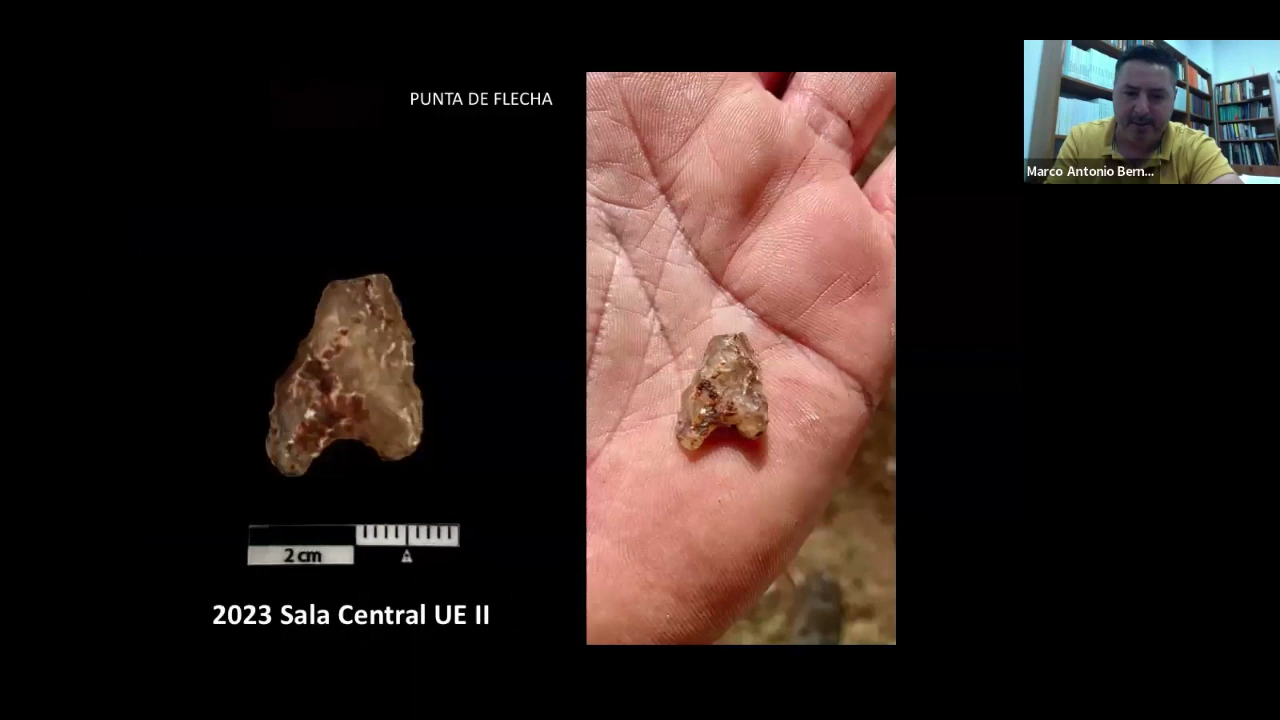 PUNTA DE FLECHA
Marco Antonio Bern...
2 cm
2023 Sala Central UE II